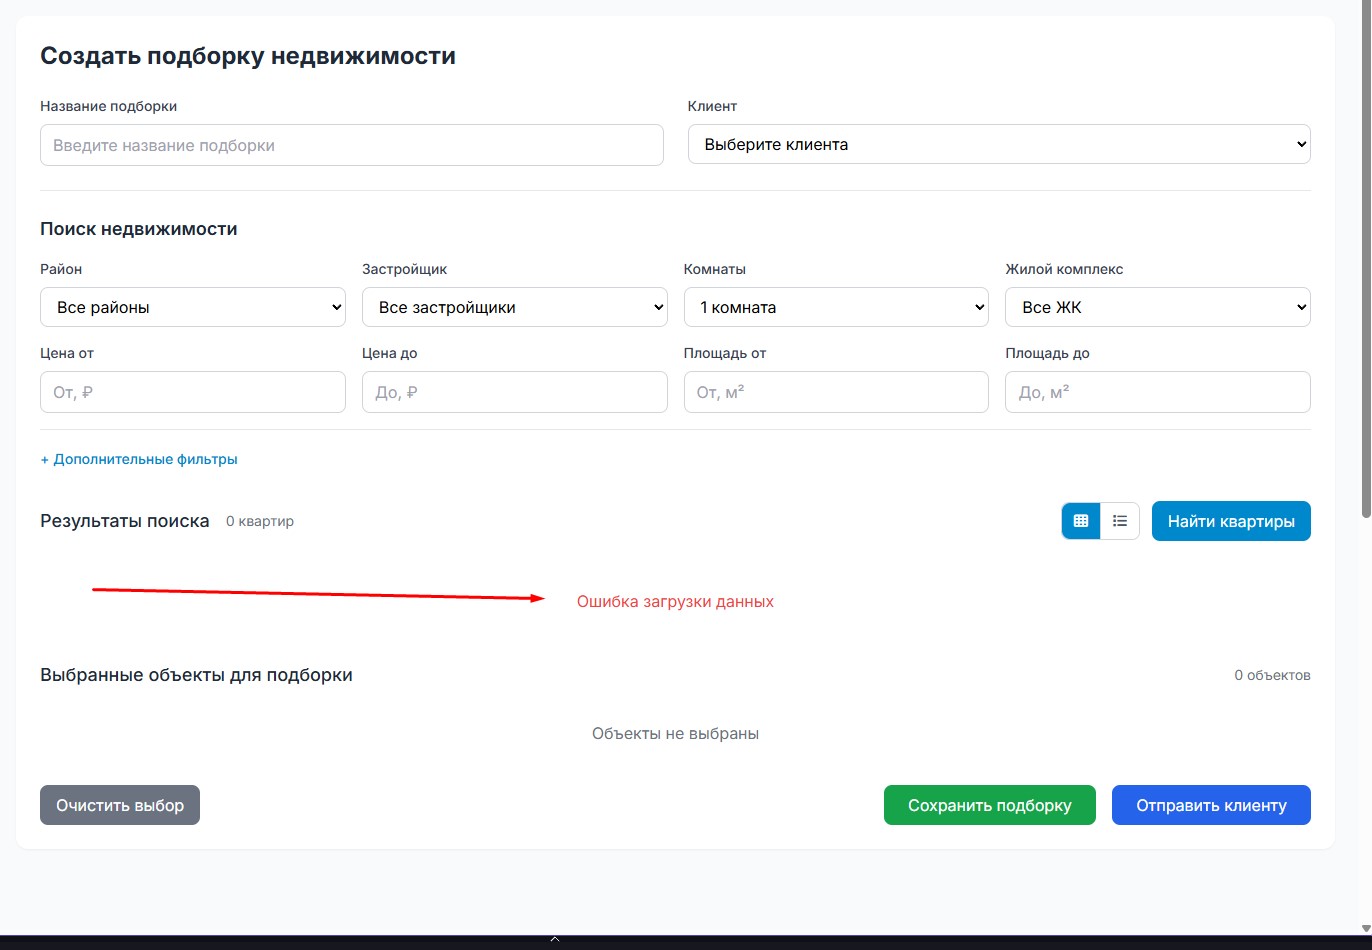 Создать подборку недвижимости
Название подборки
Клиент
Введите название подборки
Выберите клиента
Поиск недвижимости
Район
Застройщик
Комнаты
Жилой комплекс
Все районы
Все застройщики
1 комната
Все ЖК
Цена от
Цена до
Площадь от
Площадь до
От, ₽
До, ₽
От, м²
До, м²
+ Дополнительные фильтры
Результаты поиска
0 квартир
Найти квартиры
Ошибка загрузки данных
Выбранные объекты для подборки
0 объектов
Объекты не выбраны
Очистить выбор
Сохранить подборку
Отправить клиенту